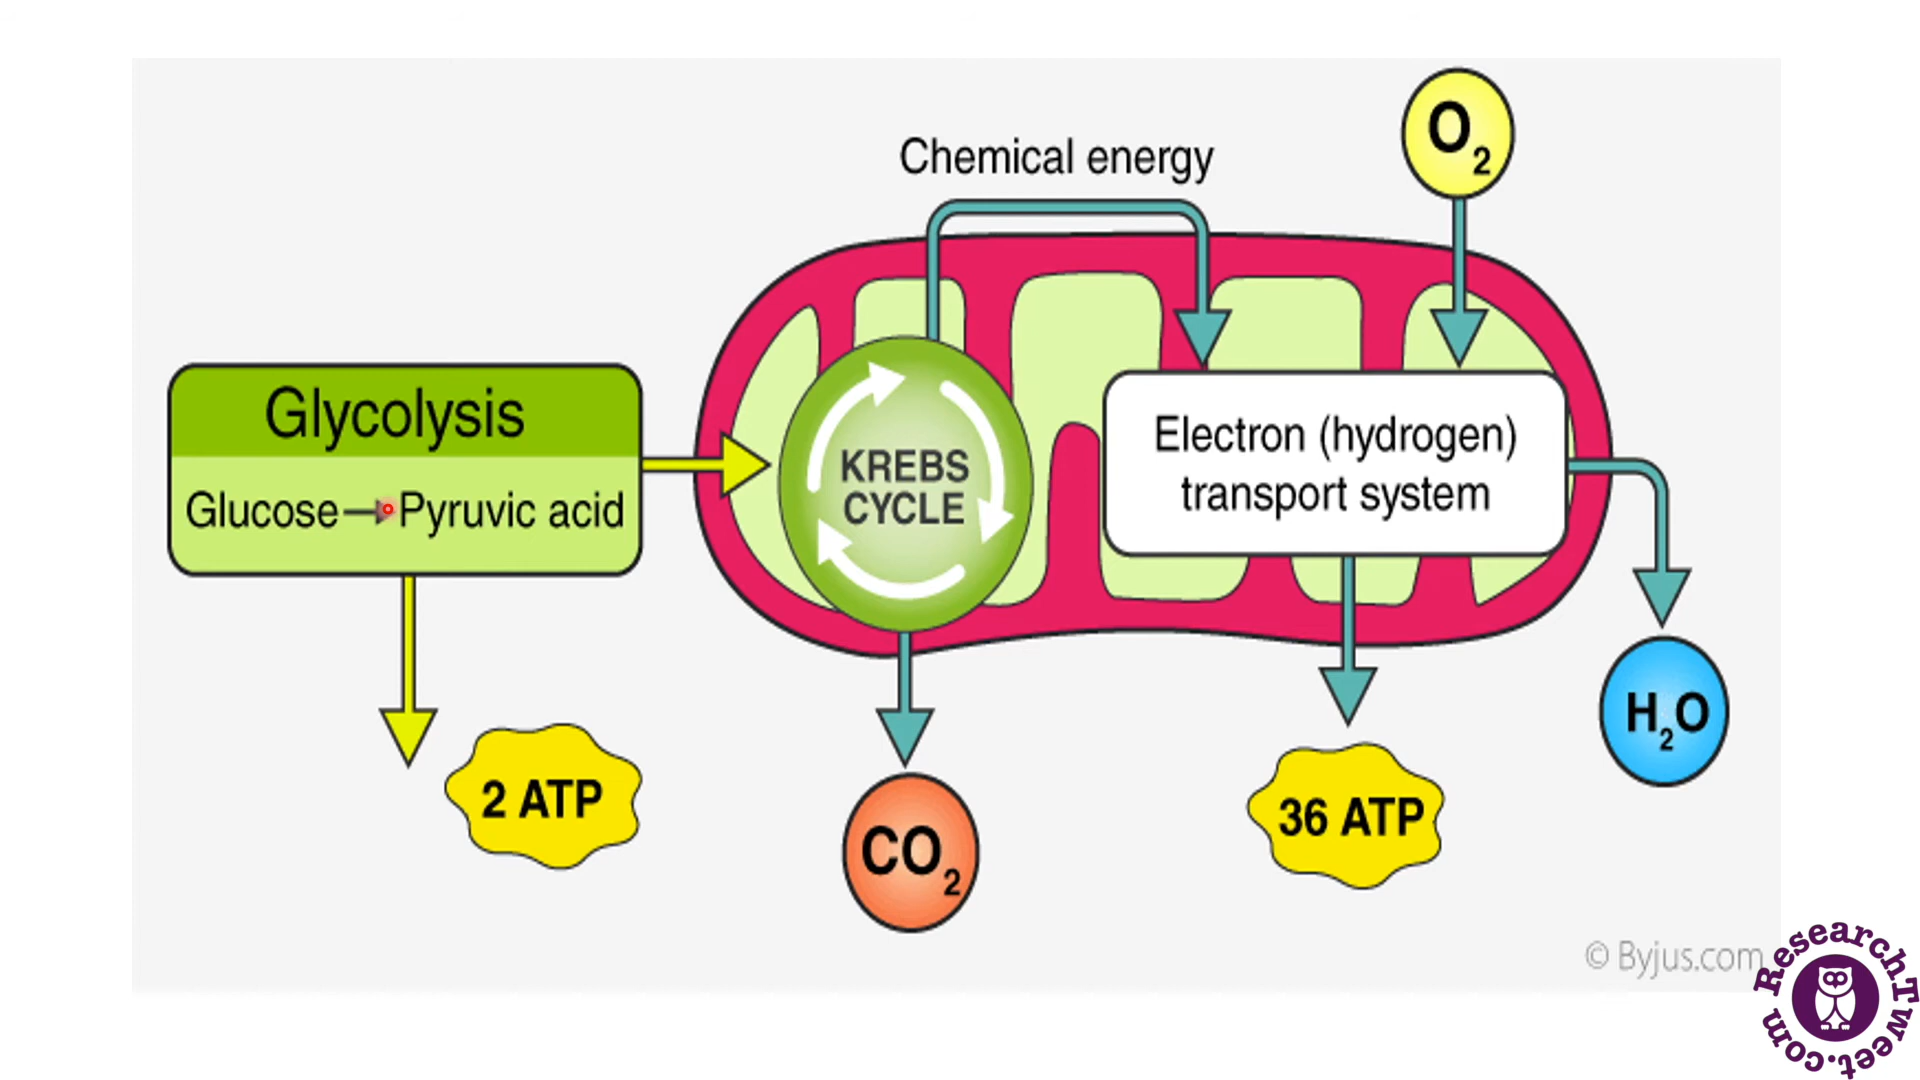 Chemical energy
O2
Glycolysis
Glucose → Pyruvic acid
KREBS
CYCLE
Electron (hydrogen)
transport system
2 ATP
CO2
36 ATP
H2O
© Byjus.com
ResearchTweet.com